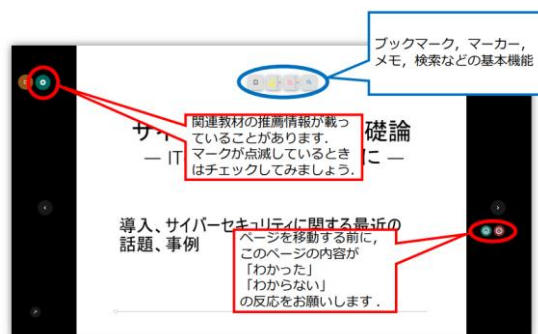 ブックマーク，マーカー，
メモ，検索などの基本機能
関連教材の推薦情報が載っ
ていることがあります．
マークが点滅しているとき
はチェックしてみましょう．
サ
礎論
— IT
に —
導入、サイバーセキュリティに関する最近の
話題、事例
ページを移動する前に，
このページの内容が
「わかった」
「わからない」
の反応をお願いします．